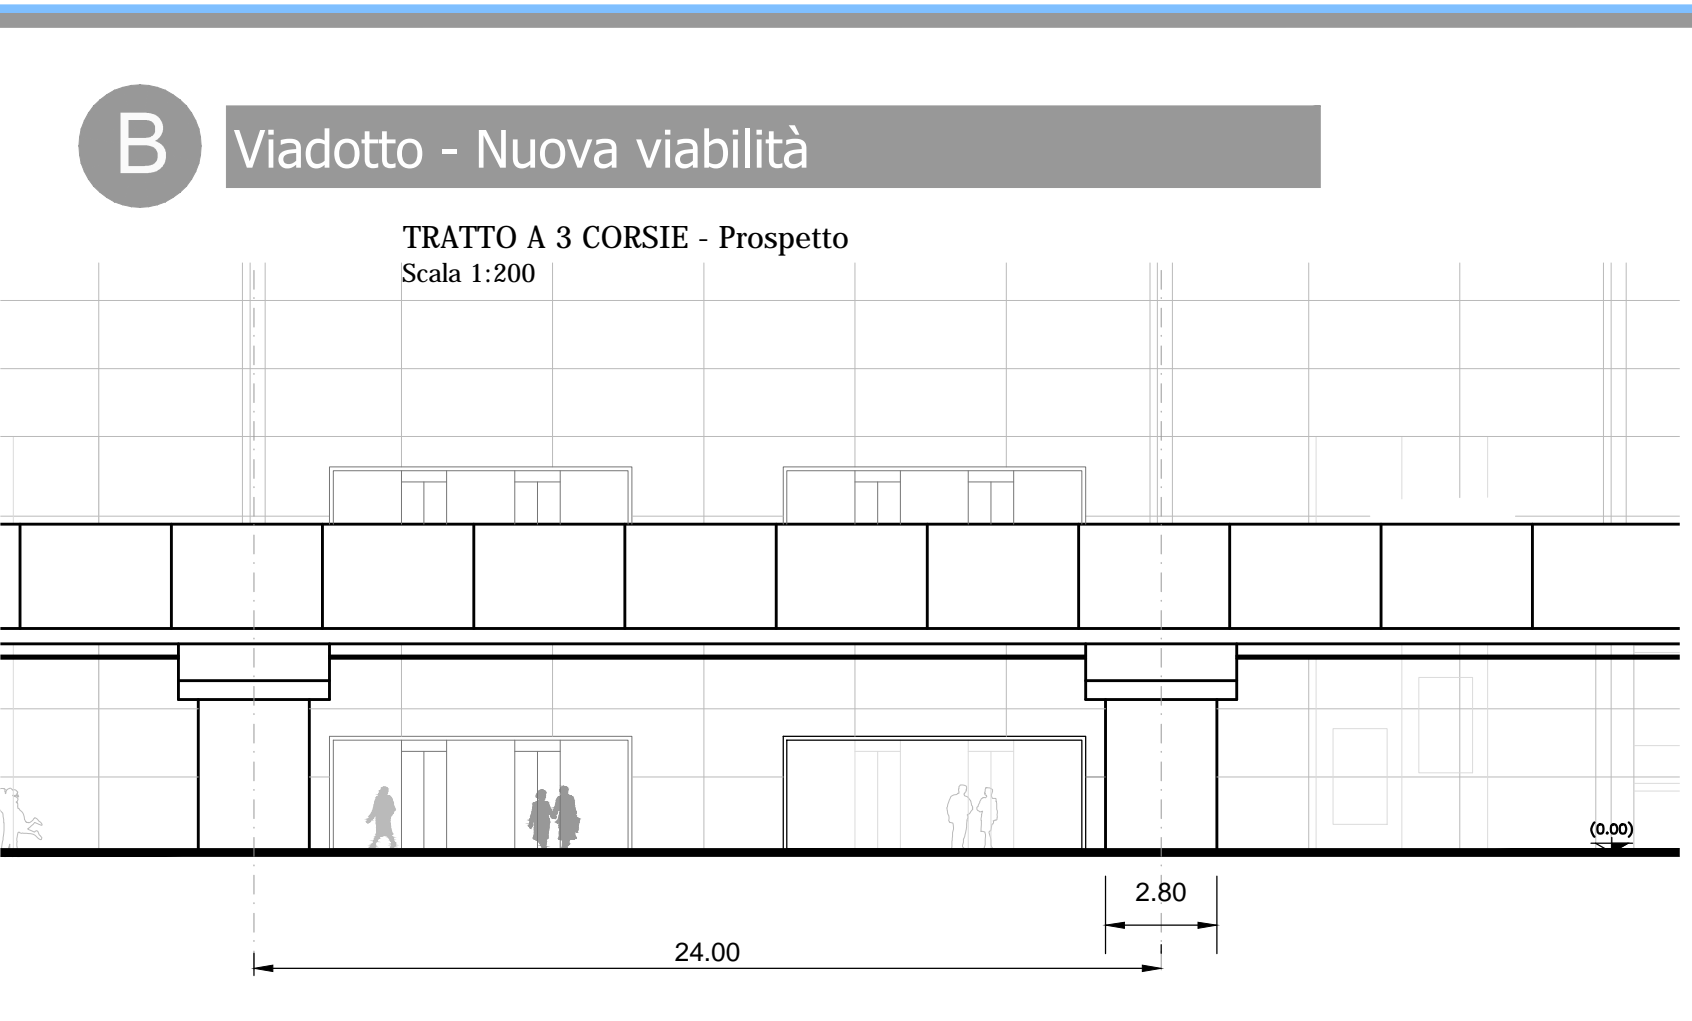 B
Viadotto - Nuova viabilità
TRATTO A 3 CORSIE - Prospetto
Scala 1:200
(0.00)
2.80
24.00